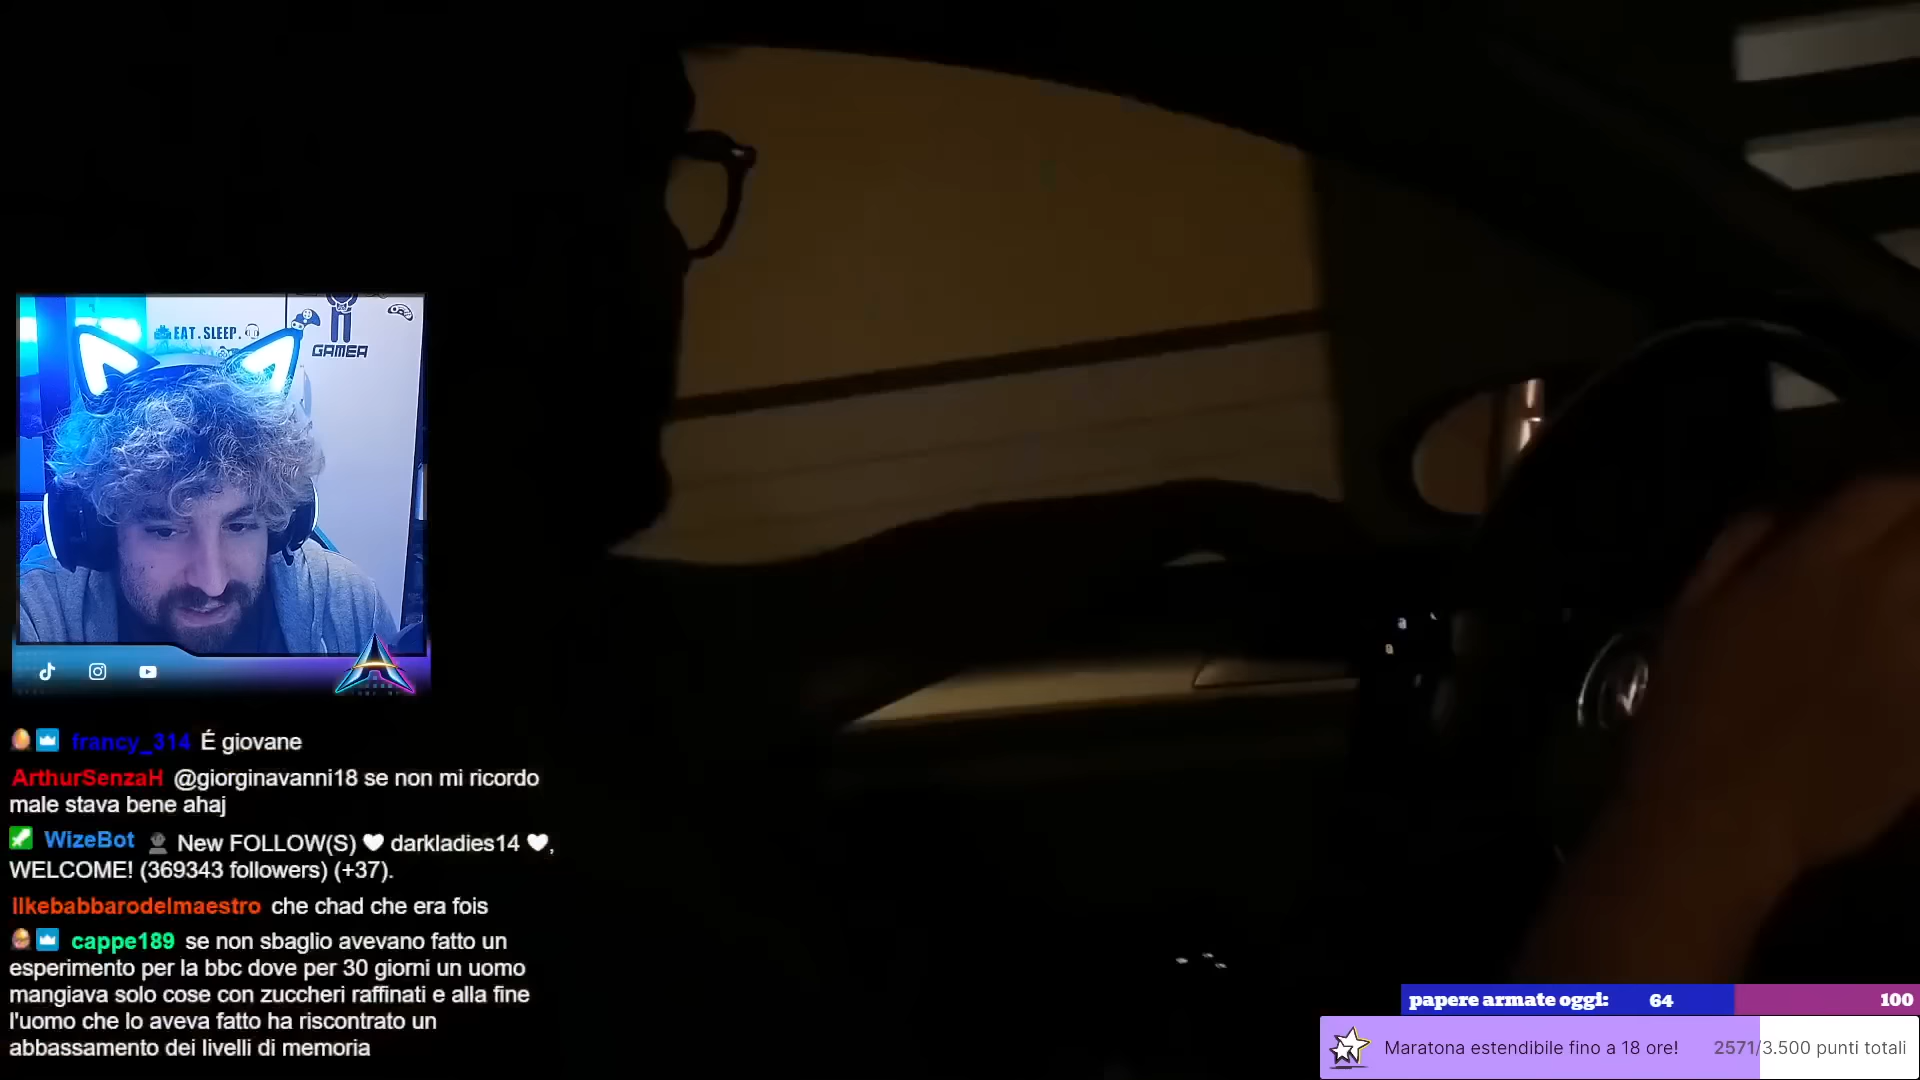 EAT.SLEEP.
GAMER
francy_314 É giovane
ArthurSenzaH @giorginavanni18 se non mi ricordo
male stava bene ahaj
WizeBot New FOLLOW(S) 🤍 darkladies14 🤍,
WELCOME! (369343 followers) (+37).
Ilkebabbarodelmaestro che chad che era fois
cappe189 se non sbaglio avevano fatto un
esperimento per la bbc dove per 30 giorni un uomo
mangiava solo cose con zuccheri raffinati e alla fine
l'uomo che lo aveva fatto ha riscontrato un
abbassamento dei livelli di memoria
papere armate oggi: 64 100
Maratona estendibile fino a 18 ore! 2571/3.500 punti totali